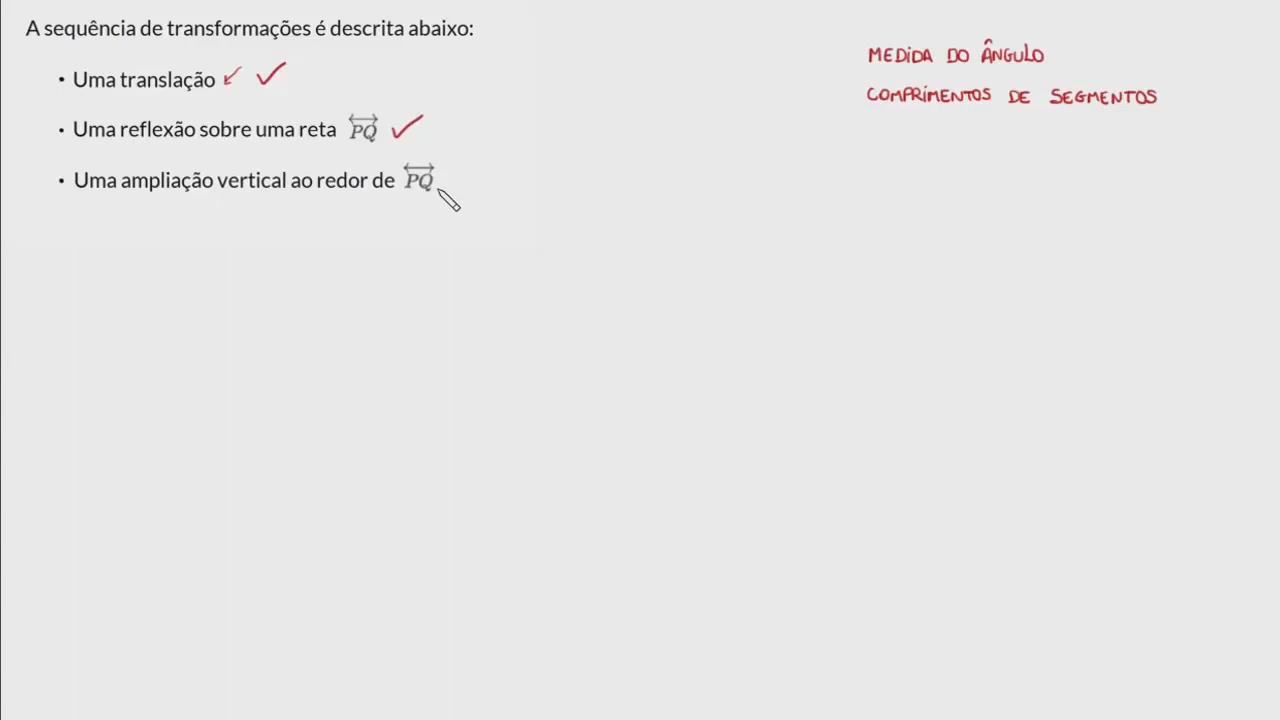 A sequência de transformações é descrita abaixo:
• Uma translação
• Uma reflexão sobre uma reta PQ
• Uma ampliação vertical ao redor de PQ
MEDIDA DO ÂNGULO
COMPRIMENTOS DE SEGMENTOS